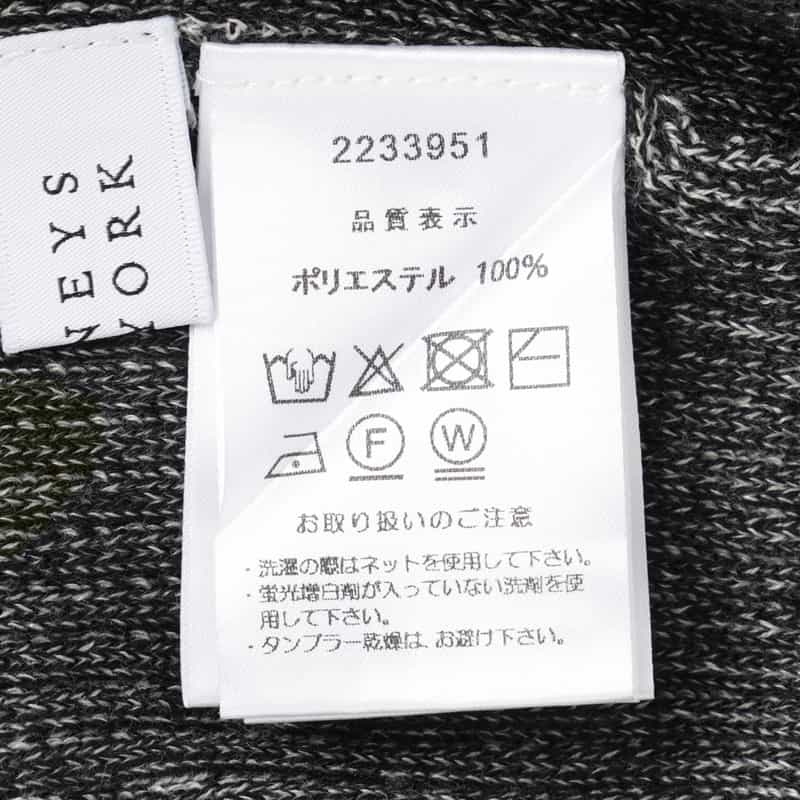 NEYS
YORK
2233951
品質表示
ポリエステル 100%
F
W
お取り扱いのご注意
・洗濯の際はネットを使用して下さい。
・蛍光増白剤が入っていない洗剤を使
用して下さい。
・タンブラー乾燥は、お避け下さい。